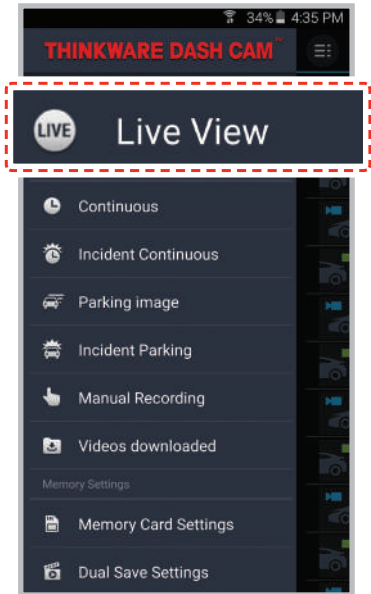 34% 4:35 PM
THINKWARE DASH CAM™
LIVE Live View
Continuous
Incident Continuous
Parking image
Incident Parking
Manual Recording
Videos downloaded
Memory Settings
Memory Card Settings
Dual Save Settings